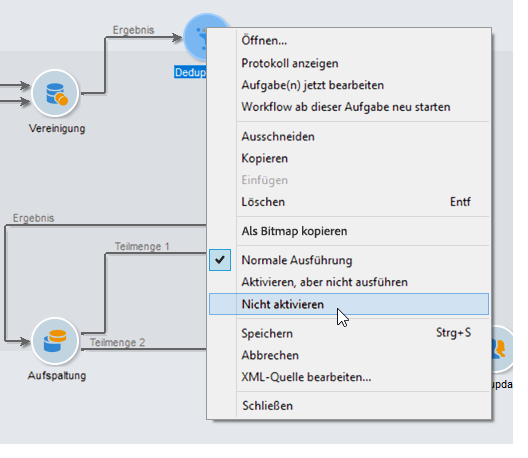 Ergebnis
Dedup
Vereinigung
Öffnen...
Protokoll anzeigen
Aufgabe(n) jetzt bearbeiten
Workflow ab dieser Aufgabe neu starten
Ausschneiden
Kopieren
Einfügen
Löschen Entf
Als Bitmap kopieren
Normale Ausführung
Aktivieren, aber nicht ausführen
Nicht aktivieren
Speichern Strg+S
Abbrechen
XML-Quelle bearbeiten...
Schließen
Ergebnis
Teilmenge 1
Teilmenge 2
Aufspaltung
upda